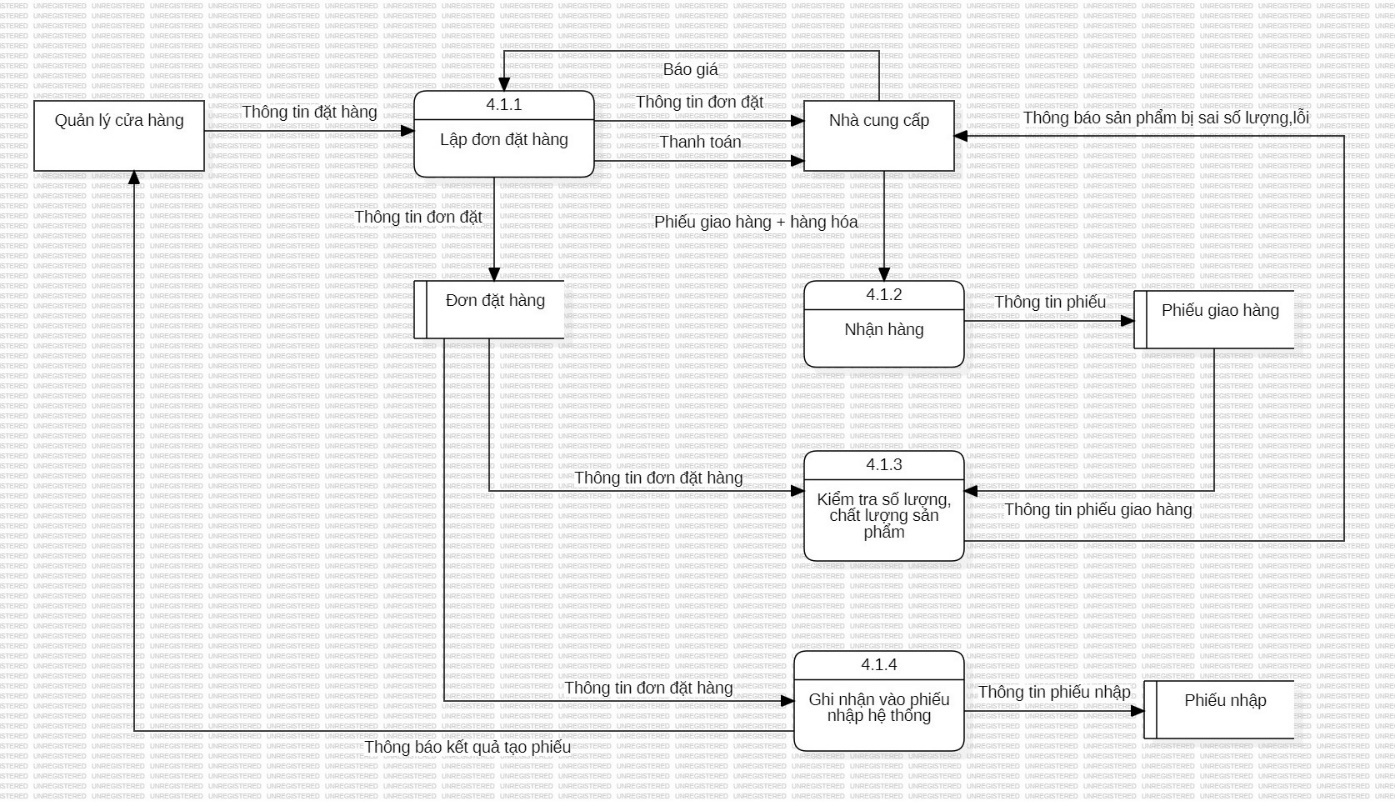 Báo giá
4.1.1
Thông tin đặt hàng
Thông tin đơn đặt
Quản lý cửa hàng
Lập đơn đặt hàng
Nhà cung cấp
Thông báo sản phẩm bị sai số lượng,lỗi
Thanh toán
Thông tin đơn đặt
Phiếu giao hàng + hàng hóa
Đơn đặt hàng
4.1.2
Nhận hàng
Thông tin phiếu
Phiếu giao hàng
4.1.3
Thông tin đơn đặt hàng
Kiểm tra số lượng,
chất lượng sản
phẩm
Thông tin phiếu giao hàng
4.1.4
Thông tin đơn đặt hàng
Ghi nhận vào phiếu
nhập hệ thống
Thông tin phiếu nhập
Phiếu nhập
Thông báo kết quả tạo phiếu
UNREGISTERED